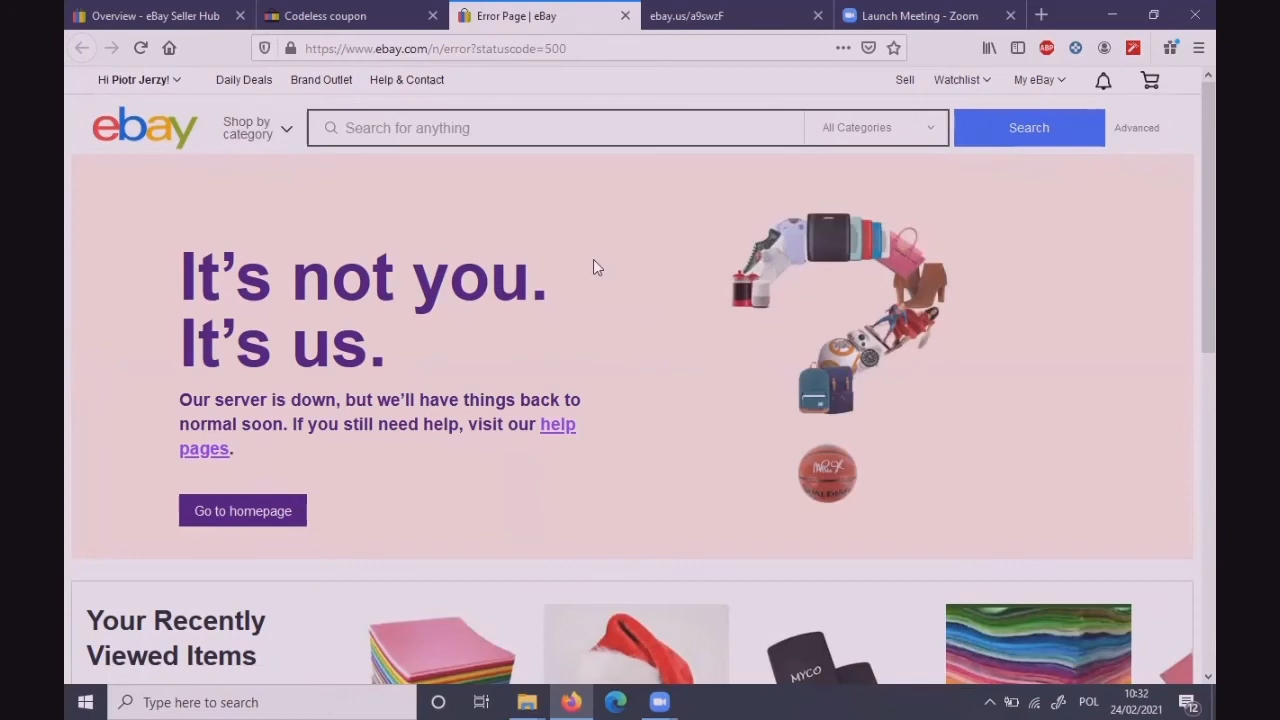 Overview - eBay Seller Hub
Codeless coupon
Error Page | eBay
ebay.us/a9swzF
Launch Meeting - Zoom
https://www.ebay.com/n/error?statuscode=500
ABP
Hi Piotr Jerzy!
Daily Deals
Brand Outlet
Help & Contact
Sell
Watchlist
My eBay
ebay
Shop by
category
Search for anything
All Categories
Search
Advanced
It's not you.
It's us.
Our server is down, but we'll have things back to
normal soon. If you still need help, visit our help
pages.
Go to homepage
Your Recently
Viewed Items
MYCO
Type here to search
POL
10:32
24/02/2021
12